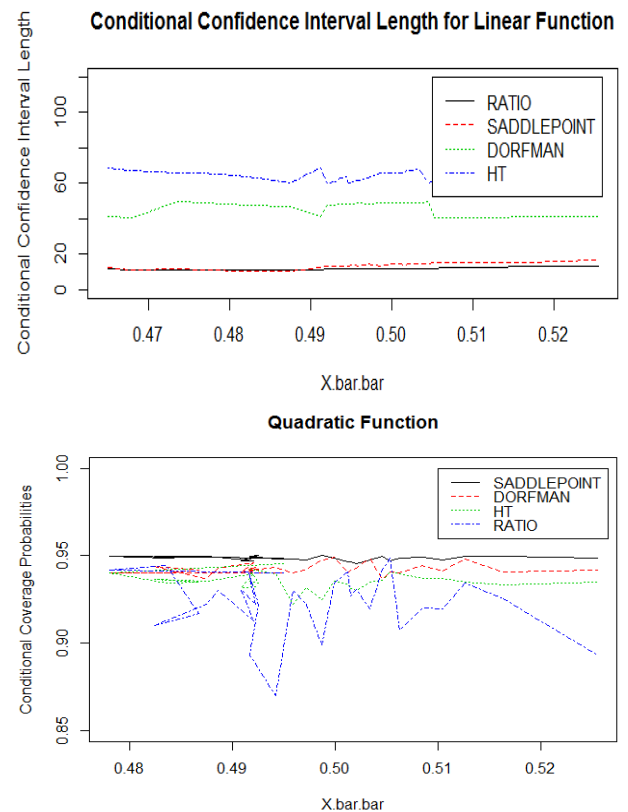 Conditional Confidence Interval Length for Linear Function
Conditional Confidence Interval Length
100
60
20
0
RATIO
SADDLEPOINT
DORFMAN
HT
0.47 0.48 0.49 0.50 0.51 0.52
X.bar.bar
Quadratic Function
Conditional Coverage Probabilities
1.00
0.95
0.90
0.85
SADDLEPOINT
DORFMAN
HT
RATIO
0.48 0.49 0.50 0.51 0.52
X.bar.bar